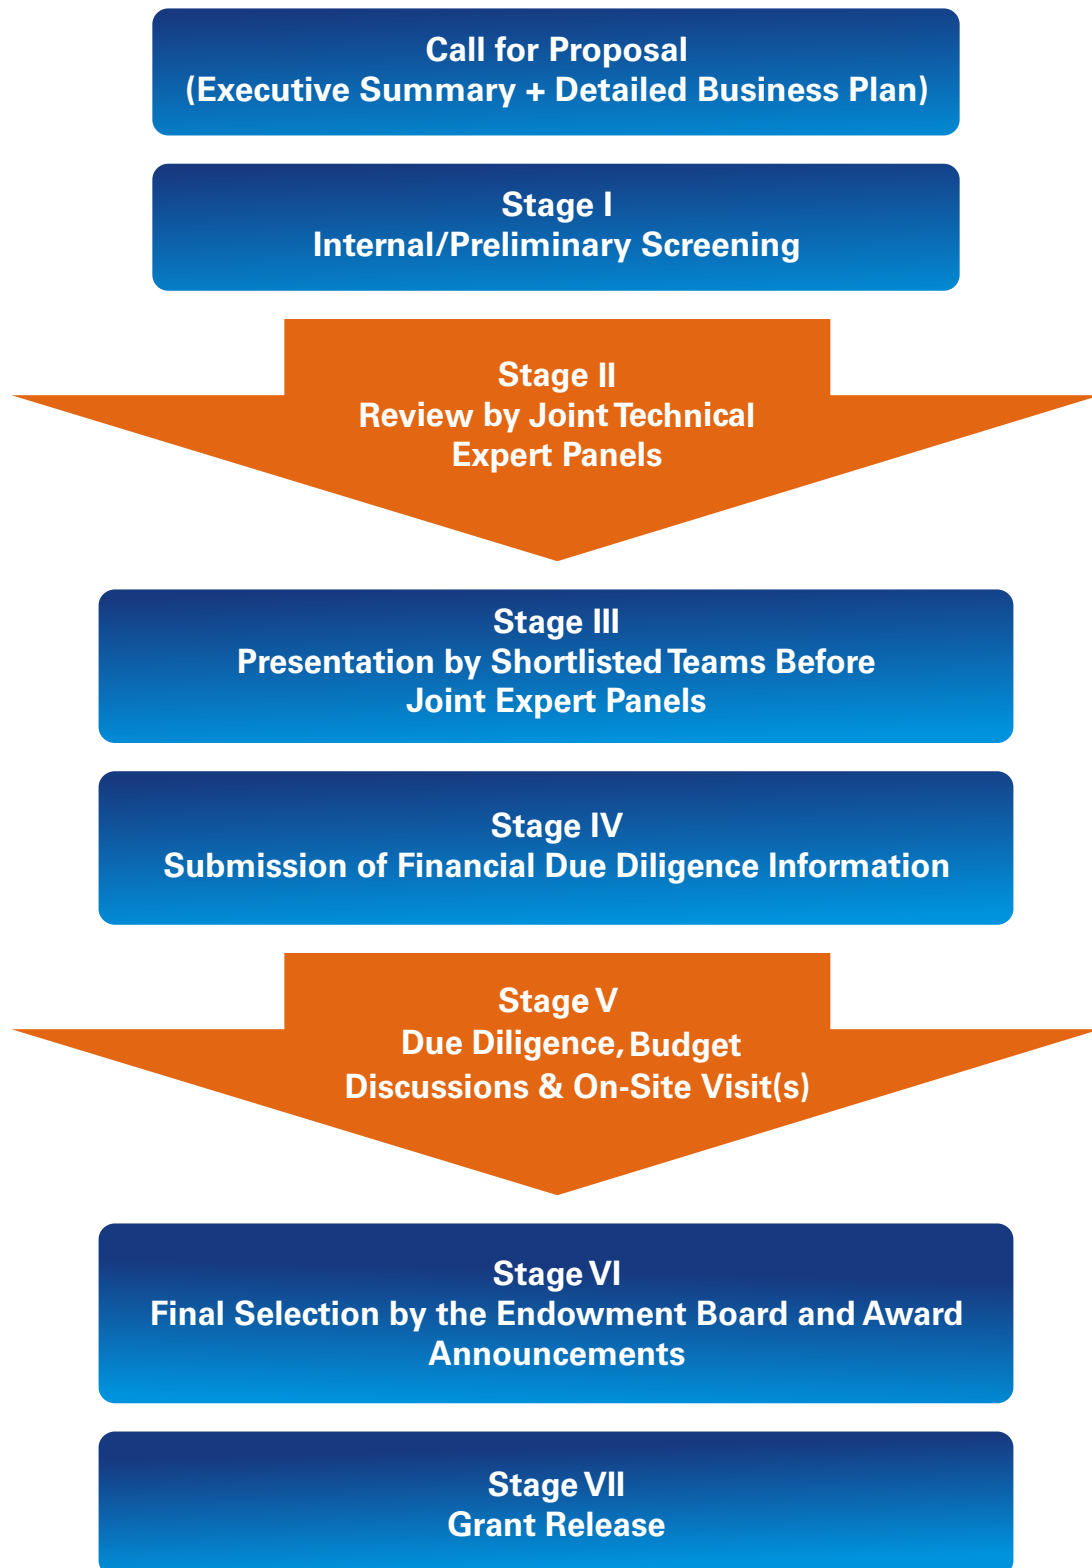 Call for Proposal
(Executive Summary + Detailed Business Plan)
Stage I
Internal/Preliminary Screening
Stage II
Review by Joint Technical
Expert Panels
Stage III
Presentation by Shortlisted Teams Before
Joint Expert Panels
Stage IV
Submission of Financial Due Diligence Information
Stage V
Due Diligence, Budget
Discussions & On-Site Visit(s)
Stage VI
Final Selection by the Endowment Board and Award
Announcements
Stage VII
Grant Release